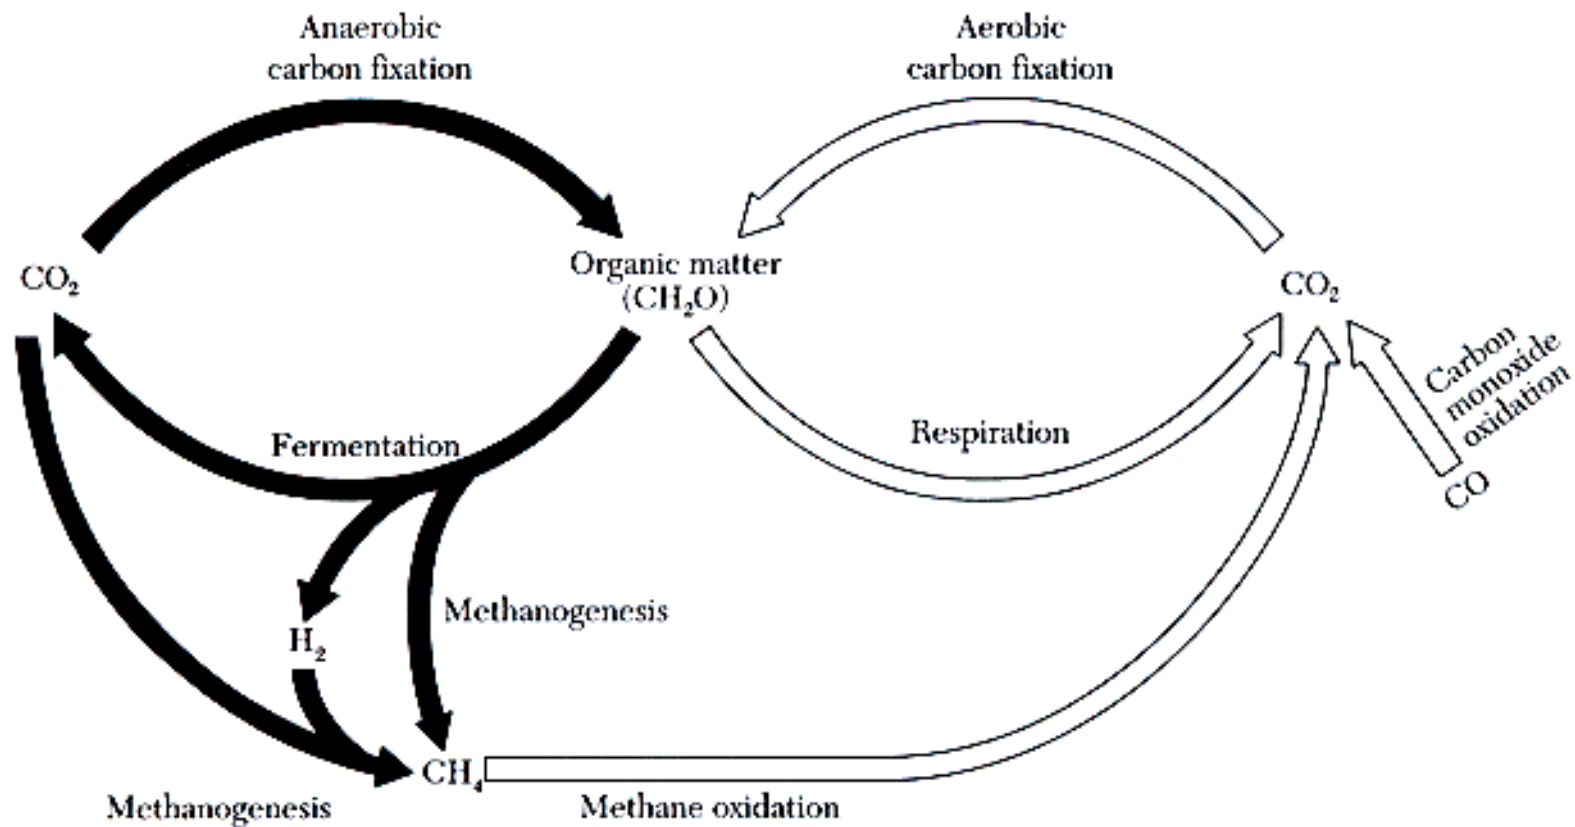 Anaerobic
carbon fixation
Aerobic
carbon fixation
CO₂
Organic matter
(CH₂O)
CO₂
Carbon
monoxide
oxidation
CO
Fermentation
Respiration
Methanogenesis
H₂
CH₄
Methanogenesis
Methane oxidation